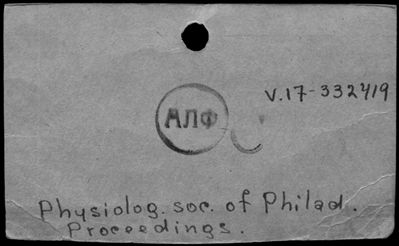 V.17-332419
АЛФ
Physiolog. soc. of Philad.
Proceedings.